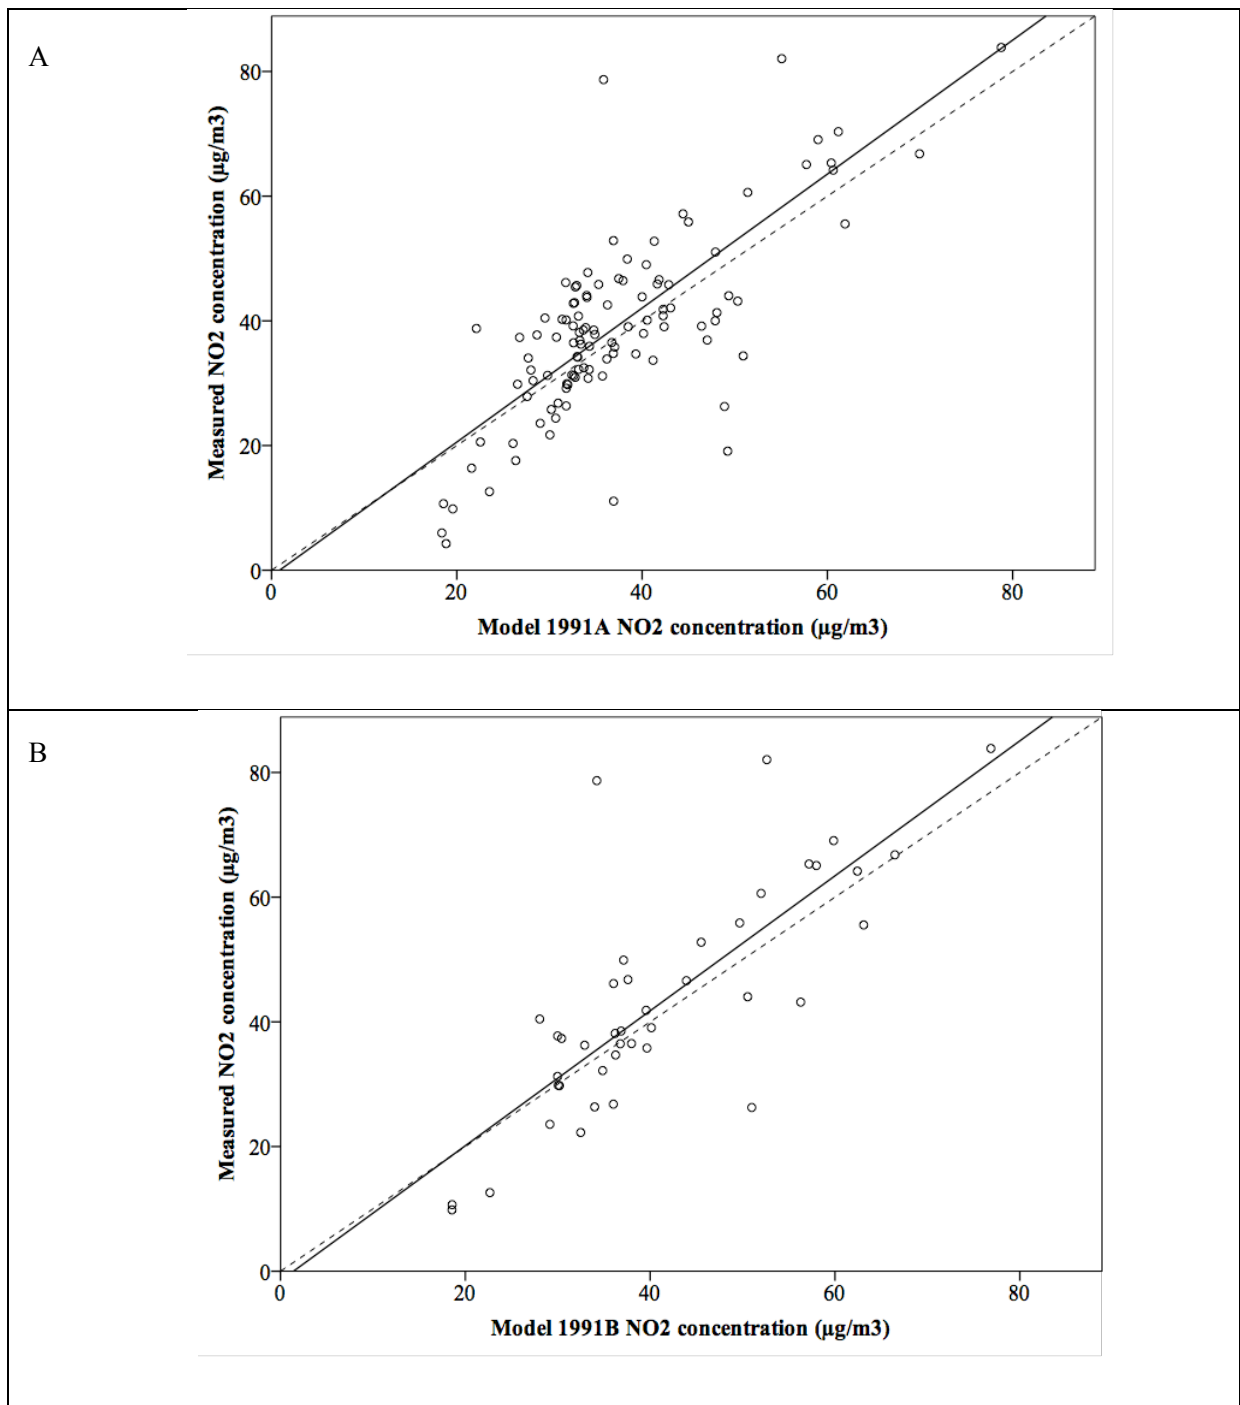 A
80
60
40
20
0
Measured NO2 concentration (µg/m3)
0 20 40 60 80
Model 1991A NO2 concentration (µg/m3)
B
80
60
40
20
0
Measured NO2 concentration (µg/m3)
0 20 40 60 80
Model 1991B NO2 concentration (µg/m3)